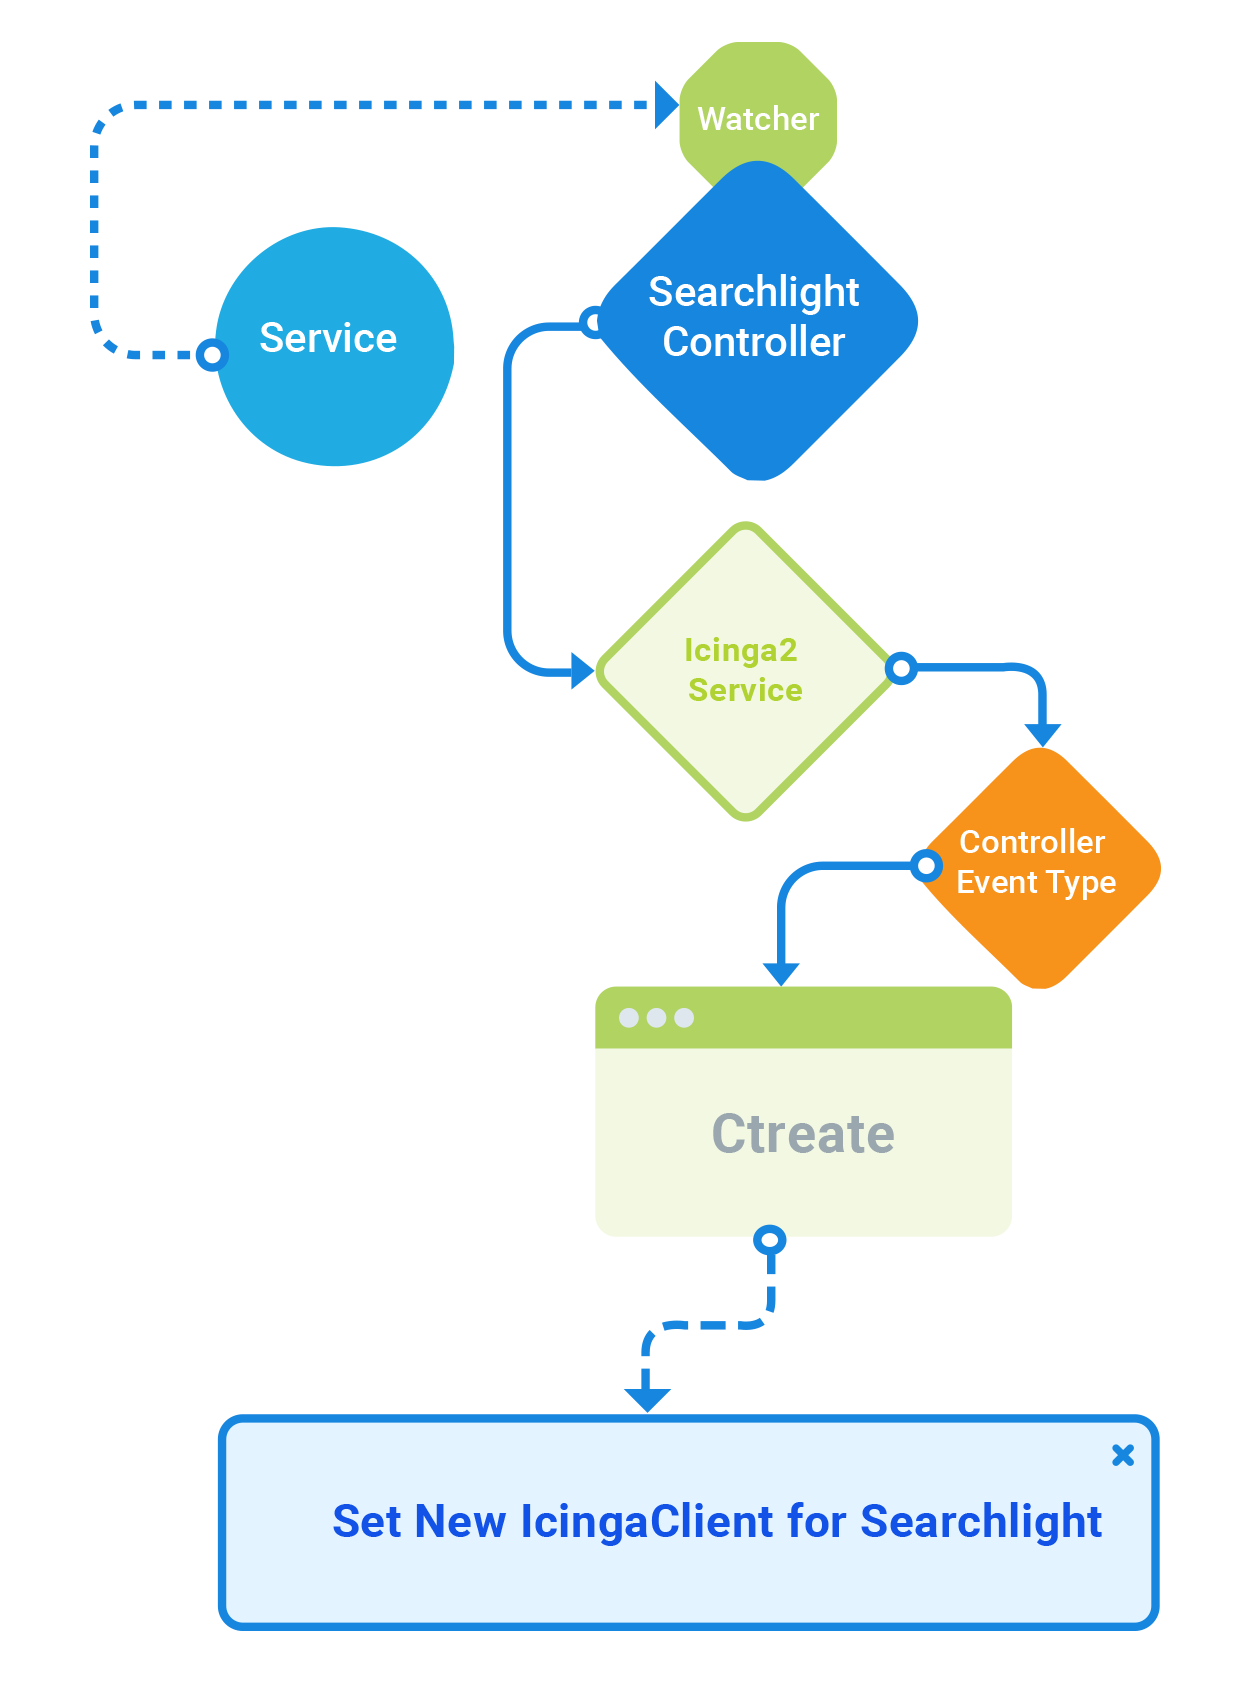 Watcher
Searchlight
Controller
Service
Icinga2
Service
Controller
Event Type
Ctreate
Set New IcingaClient for Searchlight